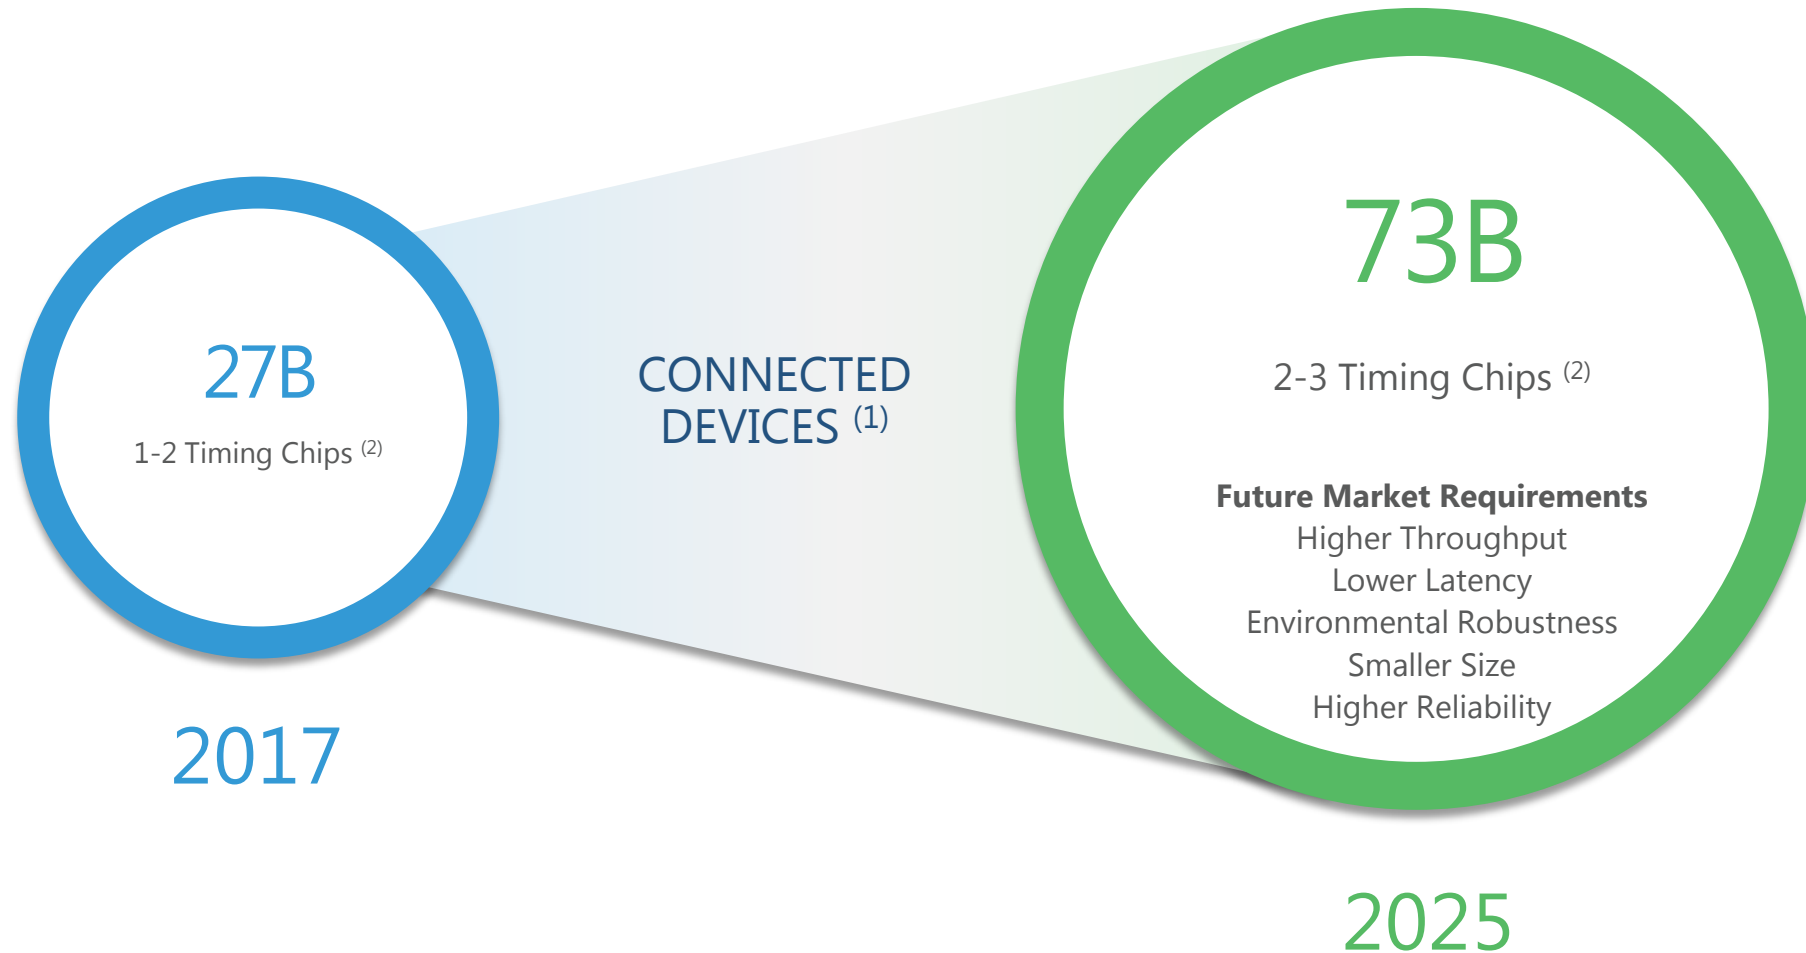 27B
1-2 Timing Chips (2)
2017
CONNECTED
DEVICES (1)
73B
2-3 Timing Chips (2)
Future Market Requirements
Higher Throughput
Lower Latency
Environmental Robustness
Smaller Size
Higher Reliability
2025